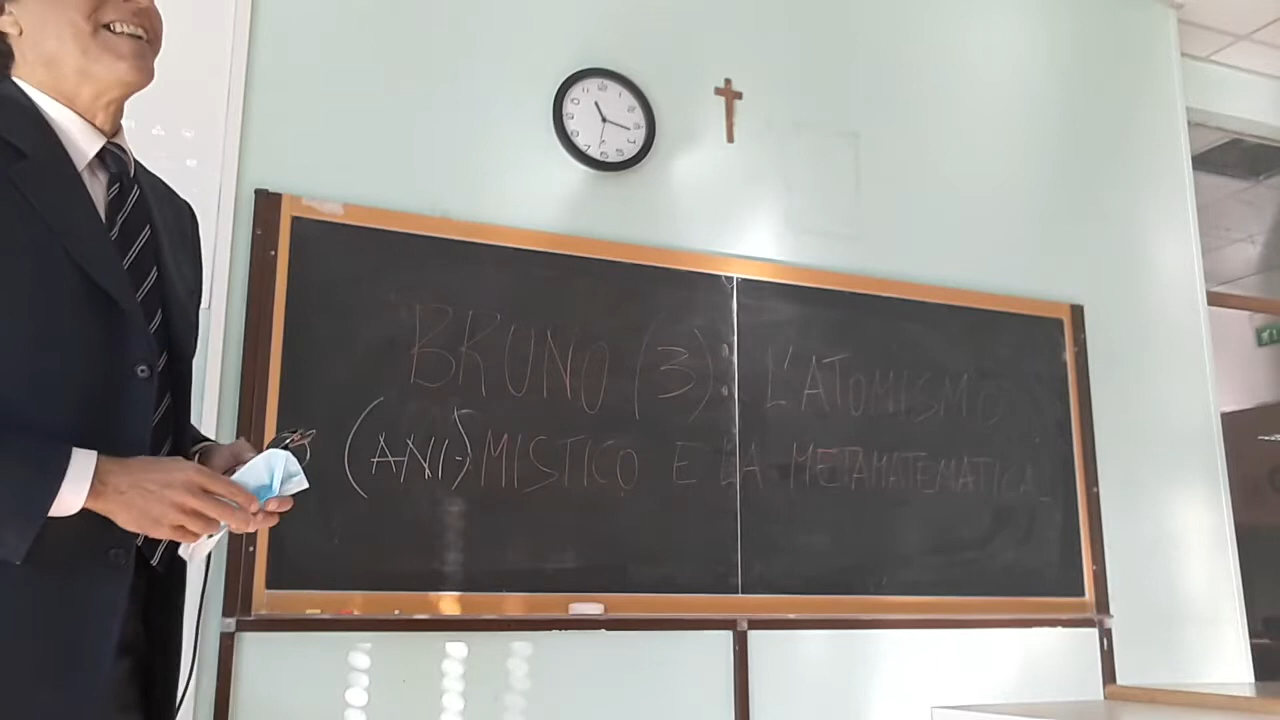 BRUNO (3): L'ATOMISMO
(ANI-)MISTICO E LA METAMATEMATICA